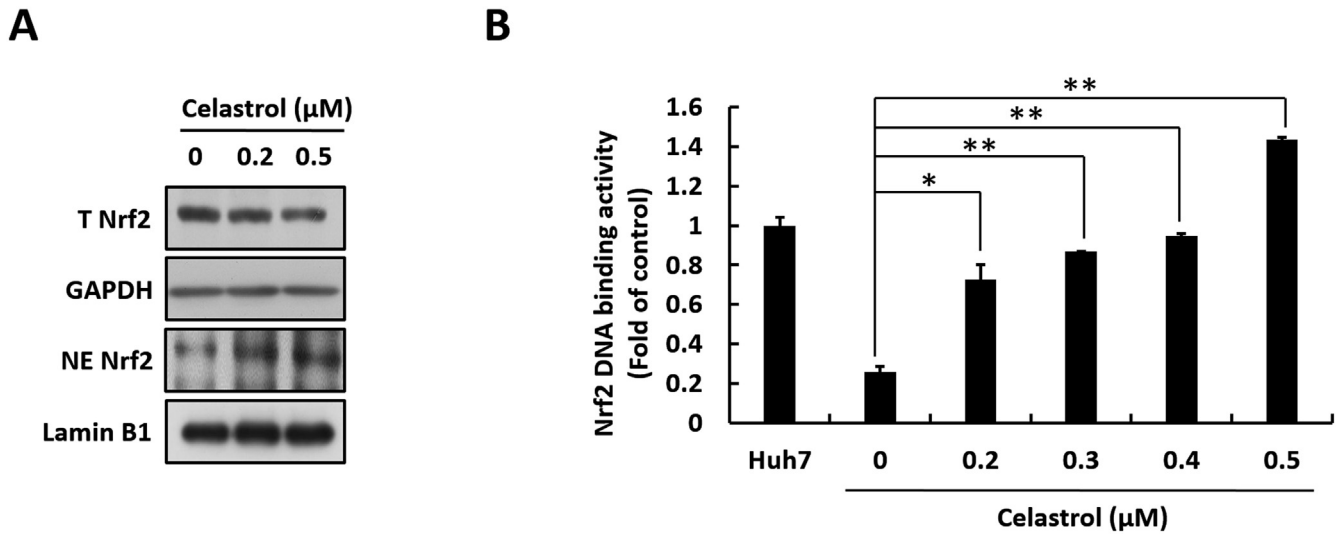 A
Celastrol (μM)
0 0.2 0.5
T Nrf2
GAPDH
NE Nrf2
Lamin B1
B
Nrf2 DNA binding activity
(Fold of control)
1.6
1.4
1.2
1
0.8
0.6
0.4
0.2
0
**
**
**
*
Huh7 0 0.2 0.3 0.4 0.5
Celastrol (μM)